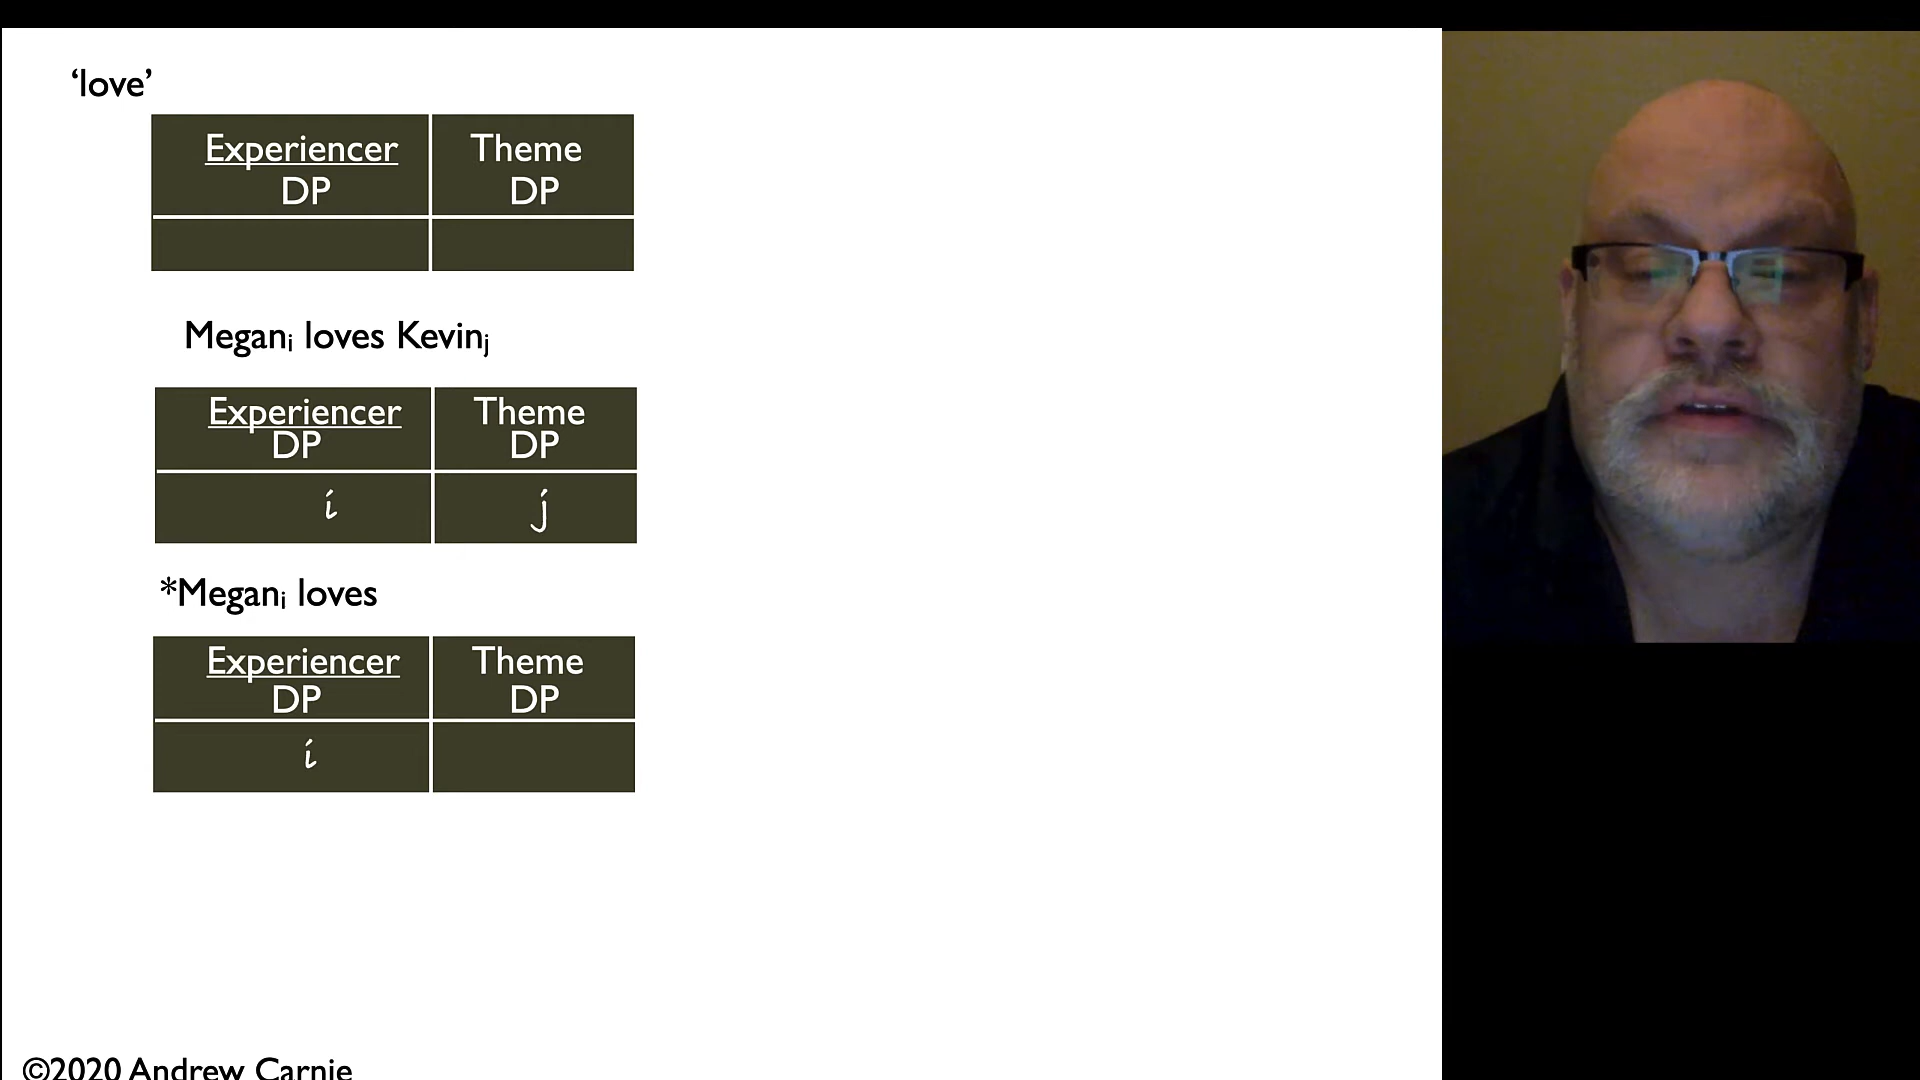 ‘love’
Experiencer Theme
DP DP
Meganᵢ loves Kevinⱼ
Experiencer Theme
DP DP
i j
*Meganᵢ loves
Experiencer Theme
DP DP
i
©2020 Andrew Carnie